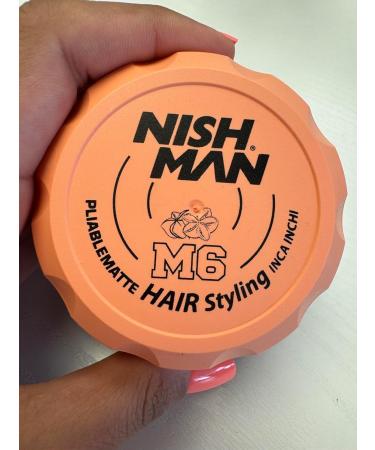 NISH
MAN®
M6
PLIABLEMATTE HAIR Styling INCA INCHI